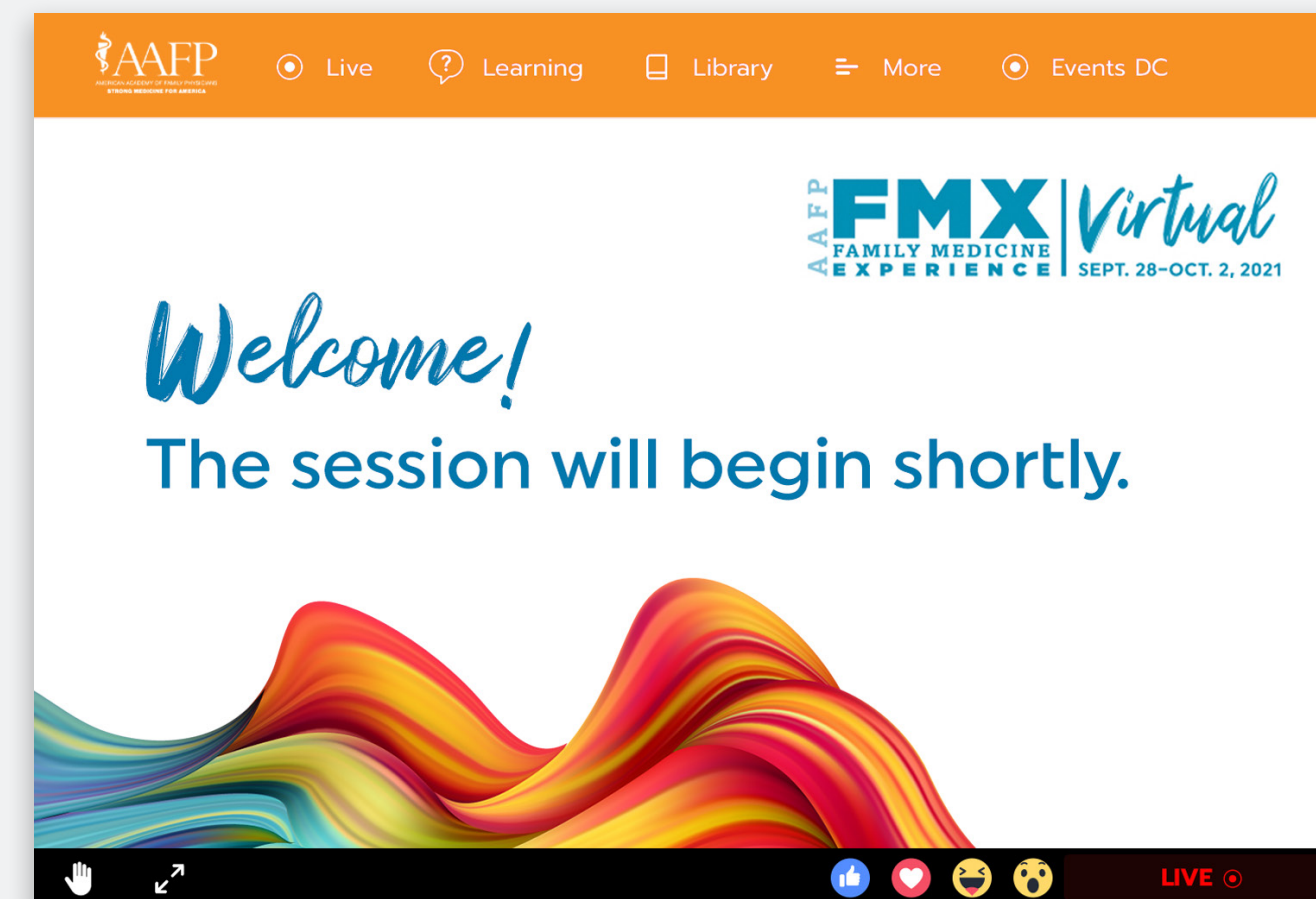 AAFP
AMERICAN ACADEMY OF FAMILY PHYSICIANS
STRONG MEDICINE FOR AMERICA
Live
Learning
Library
More
Events DC
AAFP
FMX
FAMILY MEDICINE
EXPERIENCE
Virtual
SEPT. 28-OCT. 2, 2021
Welcome!
The session will begin shortly.
LIVE